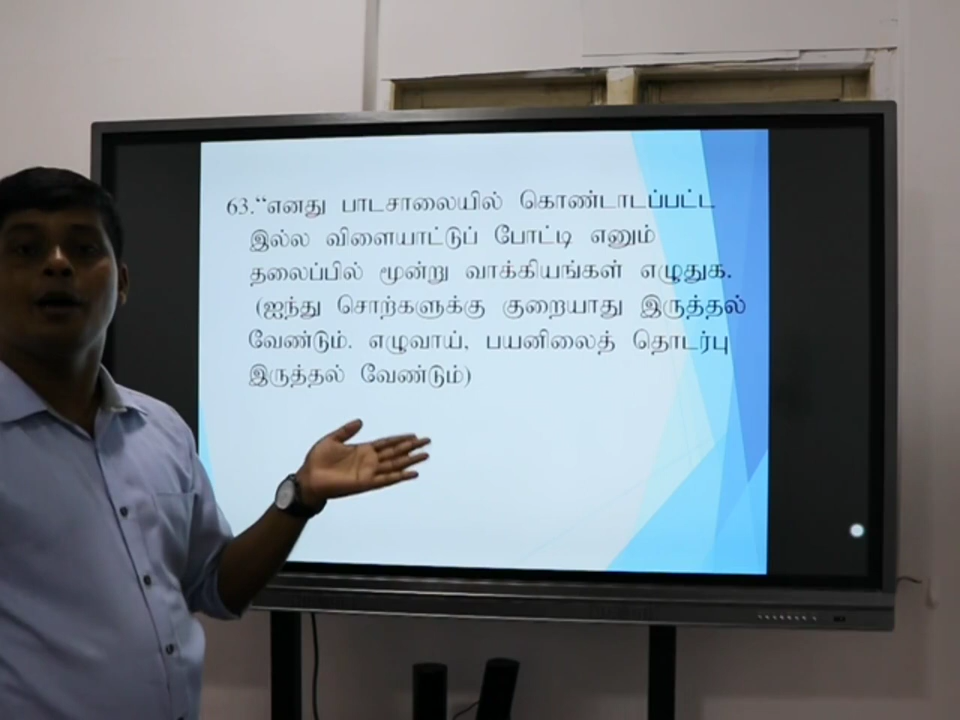 63.“எனது பாடசாலையில் கொண்டாடப்பட்ட
இல்ல விளையாட்டுப் போட்டி எனும்
தலைப்பில் மூன்று வாக்கியங்கள் எழுதுக.
(ஐந்து சொற்களுக்கு குறையாது இருத்தல்
வேண்டும். எழுவாய், பயனிலைத் தொடர்பு
இருத்தல் வேண்டும்)